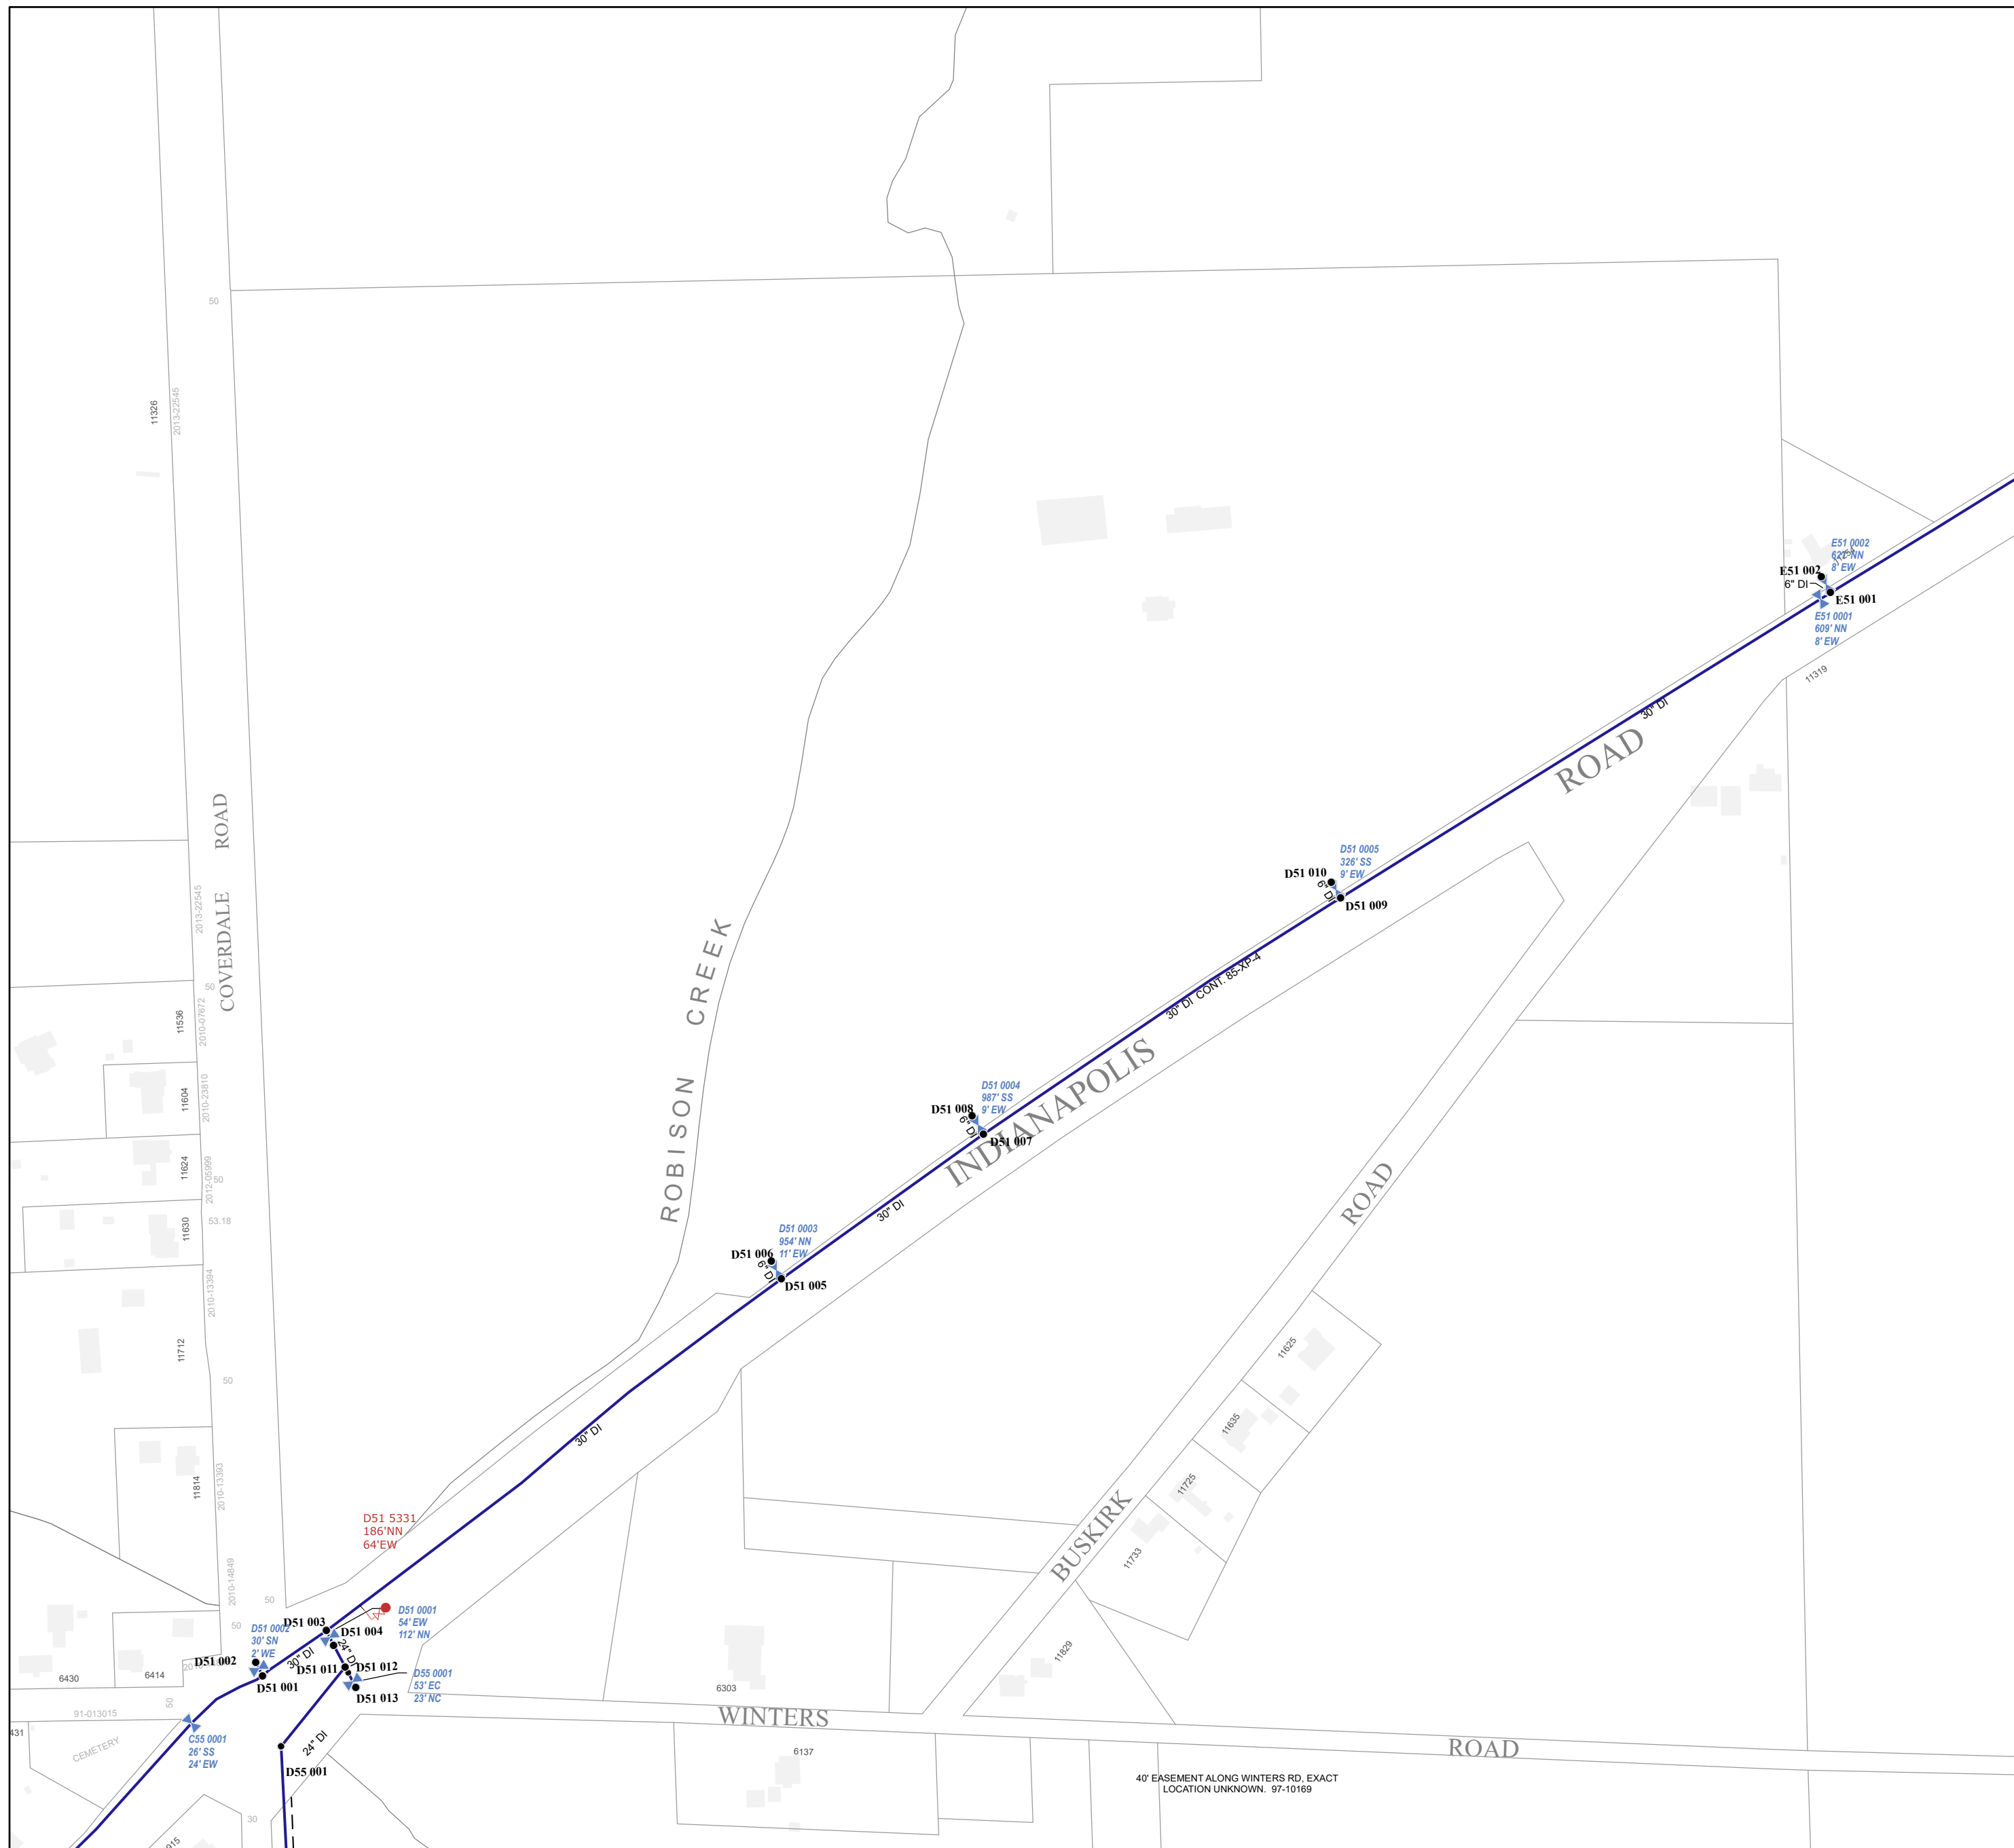 50
11326
2013-22545
E51 0002
627' NN
8' EW
E51 002
6" DI
E51 001
E51 0001
609' NN
8' EW
11319
30" DI
ROAD
COVERDALE ROAD
D51 0005
326' SS
9' EW
D51 010
6" DI
D51 009
2013-22545
50
30" DI CONT. 85-XP-4
ROBISON CREEK
11536
2010-07672
INDIANAPOLIS
11604
2010-23810
D51 0004
987' SS
9' EW
D51 008
6" DI
D51 007
11624
2012-05999
50
53.18
11630
ROAD
30" DI
D51 0003
954' NN
11' EW
D51 006
6" DI
D51 005
2010-13394
11712
50
11625
30" DI
11635
11814
2010-13393
11725
D51 5331
186'NN
64'EW
BUSKIRK
11733
2010-14849
50
50
D51 003
D51 0001
54' EW
112' NN
D51 0002
30' SN
2' WE
D51 004
24" DI
D51 002
30" DI
D51 011
D51 012
11829
D51 001
D51 013
D55 0001
53' EC
23' NC
6430
6414
6303
50
91-013015
WINTERS
431
CEMETERY
C55 0001
26' SS
24' EW
24" DI
6137
ROAD
D55 001
40' EASEMENT ALONG WINTERS RD, EXACT
LOCATION UNKNOWN. 97-10169
30